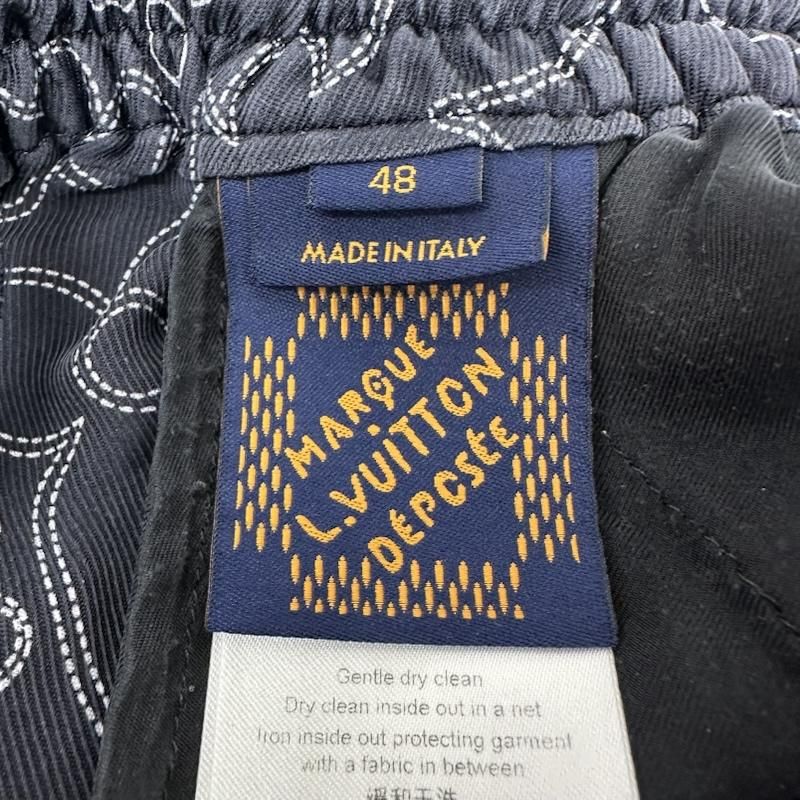 48
MADE IN ITALY
MARQUE
L.VUiTTON
DÉPOSéE
Gentle dry clean
Dry clean inside out in a net
Iron inside out protecting garment
with a fabric in between